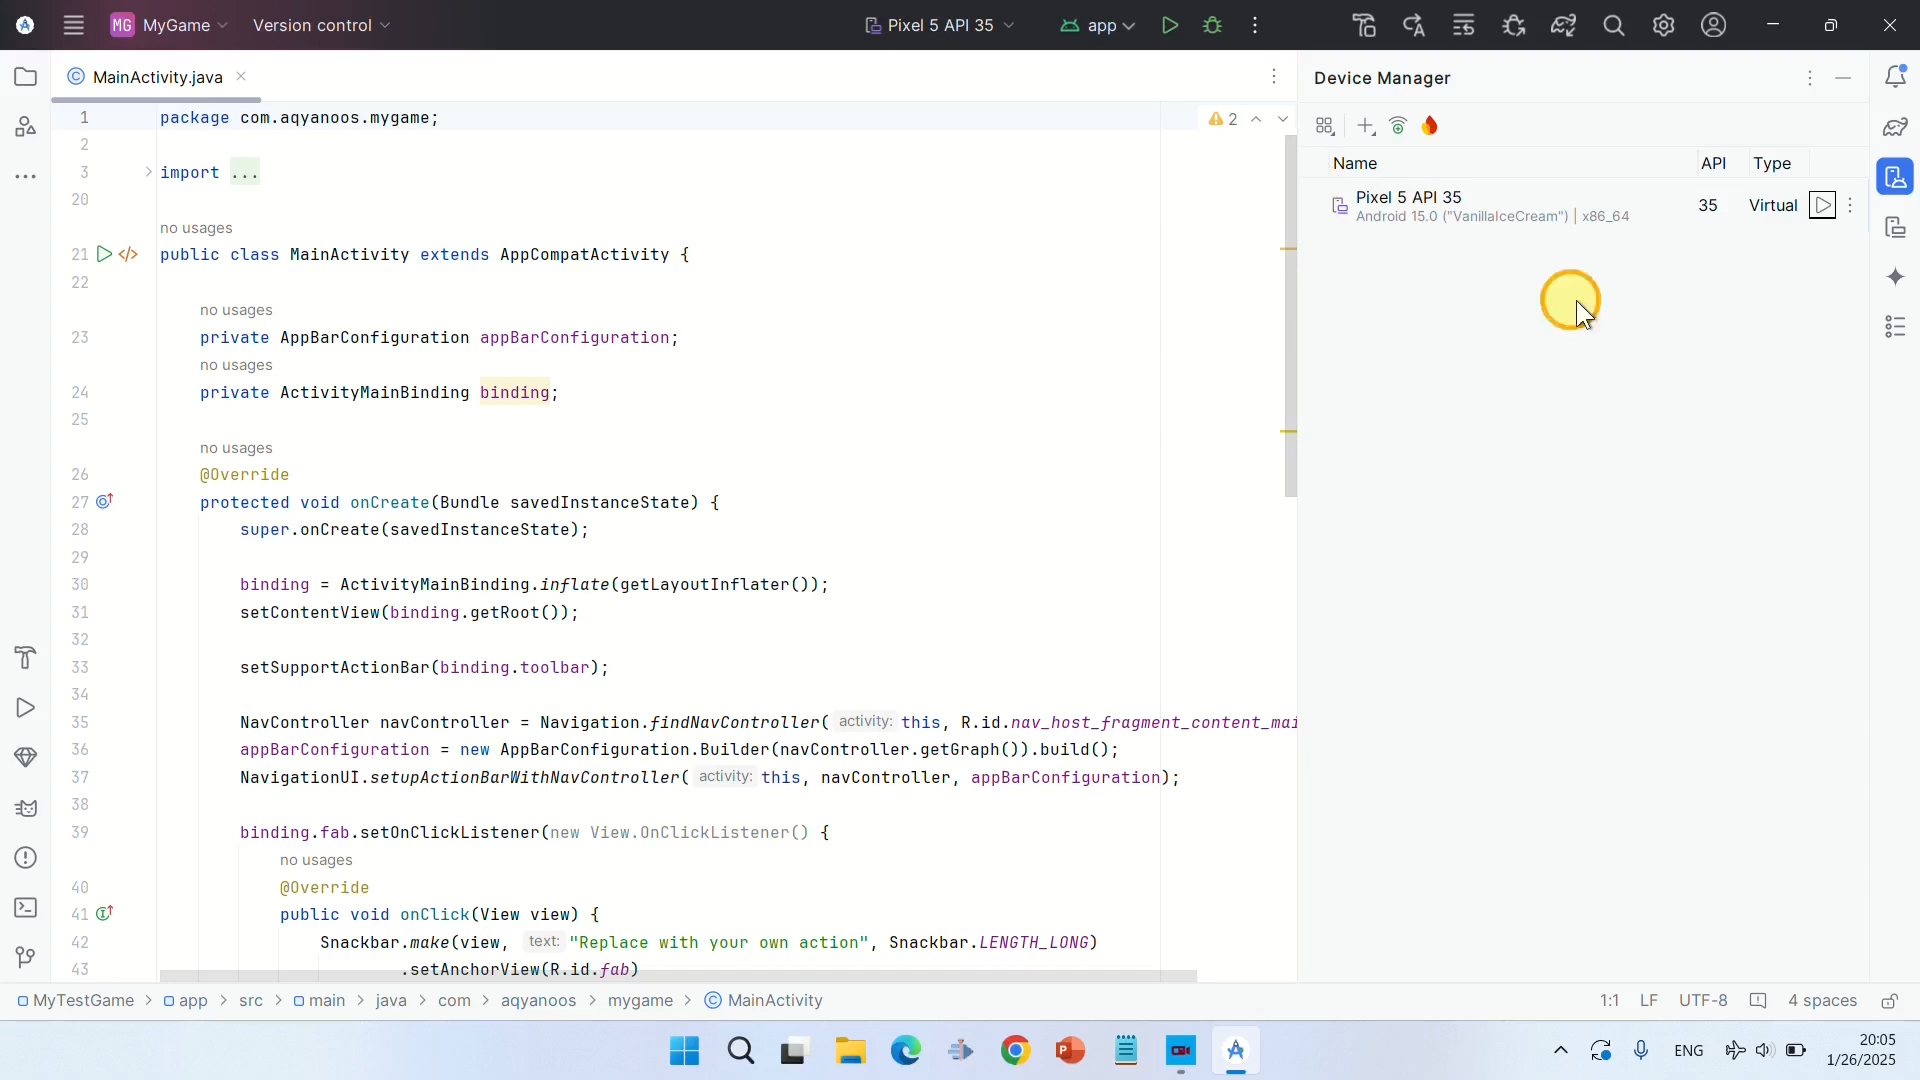 MG MyGame Version control Pixel 5 API 35 app
MainActivity.java
Device Manager
1 package com.aqyanoos.mygame;
2
3 import ...
20
no usages
21 public class MainActivity extends AppCompatActivity {
22
no usages
23 private AppBarConfiguration appBarConfiguration;
no usages
24 private ActivityMainBinding binding;
25
no usages
26 @Override
27 protected void onCreate(Bundle savedInstanceState) {
28 super.onCreate(savedInstanceState);
29
30 binding = ActivityMainBinding.inflate(getLayoutInflater());
31 setContentView(binding.getRoot());
32
33 setSupportActionBar(binding.toolbar);
34
35 NavController navController = Navigation.findNavController( activity: this, R.id.nav_host_fragment_content_mai
36 appBarConfiguration = new AppBarConfiguration.Builder(navController.getGraph()).build();
37 NavigationUI.setupActionBarWithNavController( activity: this, navController, appBarConfiguration);
38
39 binding.fab.setOnClickListener(new View.OnClickListener() {
no usages
40 @Override
41 public void onClick(View view) {
42 Snackbar.make(view, text: "Replace with your own action", Snackbar.LENGTH_LONG)
43 .setAnchorView(R.id.fab)
2
Name API Type
Pixel 5 API 35 35 Virtual
Android 15.0 ("VanillaIceCream") | x86_64
MyTestGame > app > src > main > java > com > aqyanoos > mygame > MainActivity
1:1 LF UTF-8 4 spaces
ENG
20:05
1/26/2025